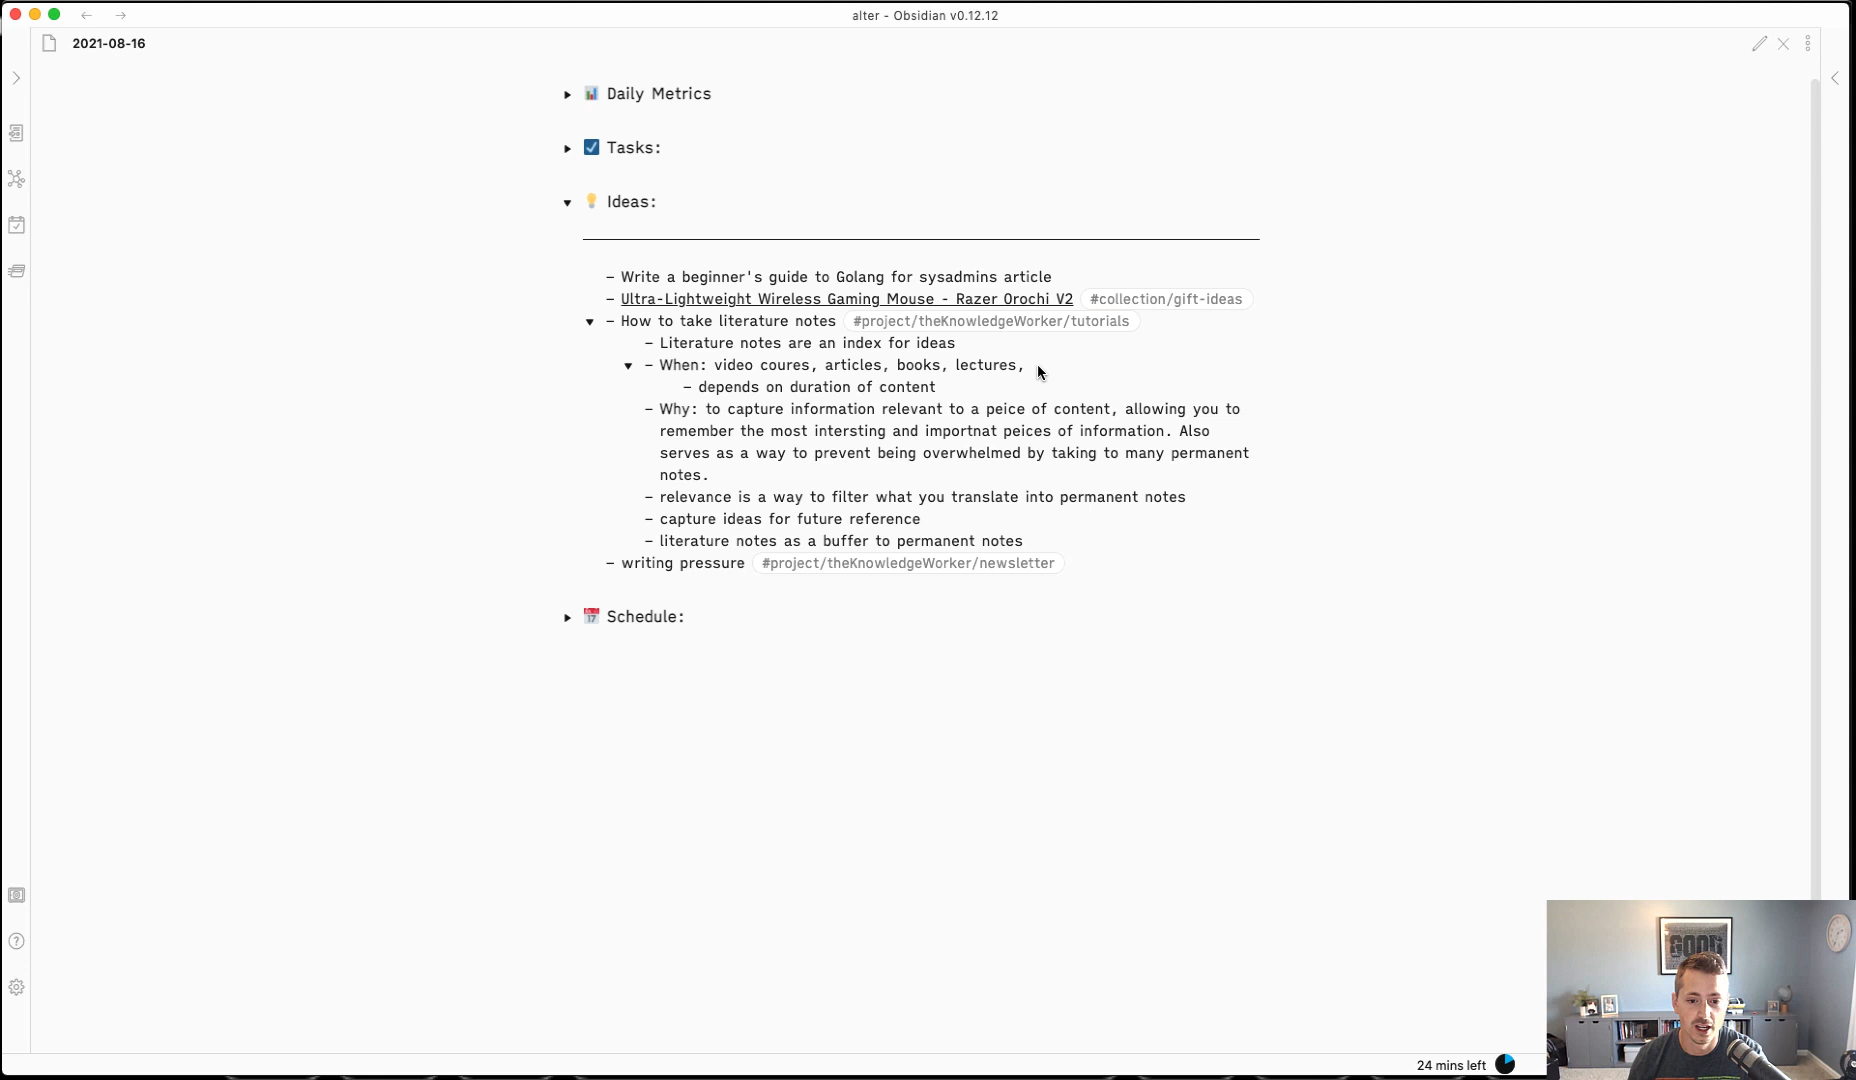 alter - Obsidian v0.12.12
2021-08-16
Daily Metrics
Tasks:
Ideas:
- Write a beginner's guide to Golang for sysadmins article
- Ultra-Lightweight Wireless Gaming Mouse - Razer Orochi V2 #collection/gift-ideas
- How to take literature notes #project/theKnowledgeWorker/tutorials
- Literature notes are an index for ideas
- When: video coures, articles, books, lectures,
- depends on duration of content
- Why: to capture information relevant to a peice of content, allowing you to
remember the most intersting and importnat peices of information. Also
serves as a way to prevent being overwhelmed by taking to many permanent
notes.
- relevance is a way to filter what you translate into permanent notes
- capture ideas for future reference
- literature notes as a buffer to permanent notes
- writing pressure #project/theKnowledgeWorker/newsletter
17 Schedule:
24 mins left
GOOD